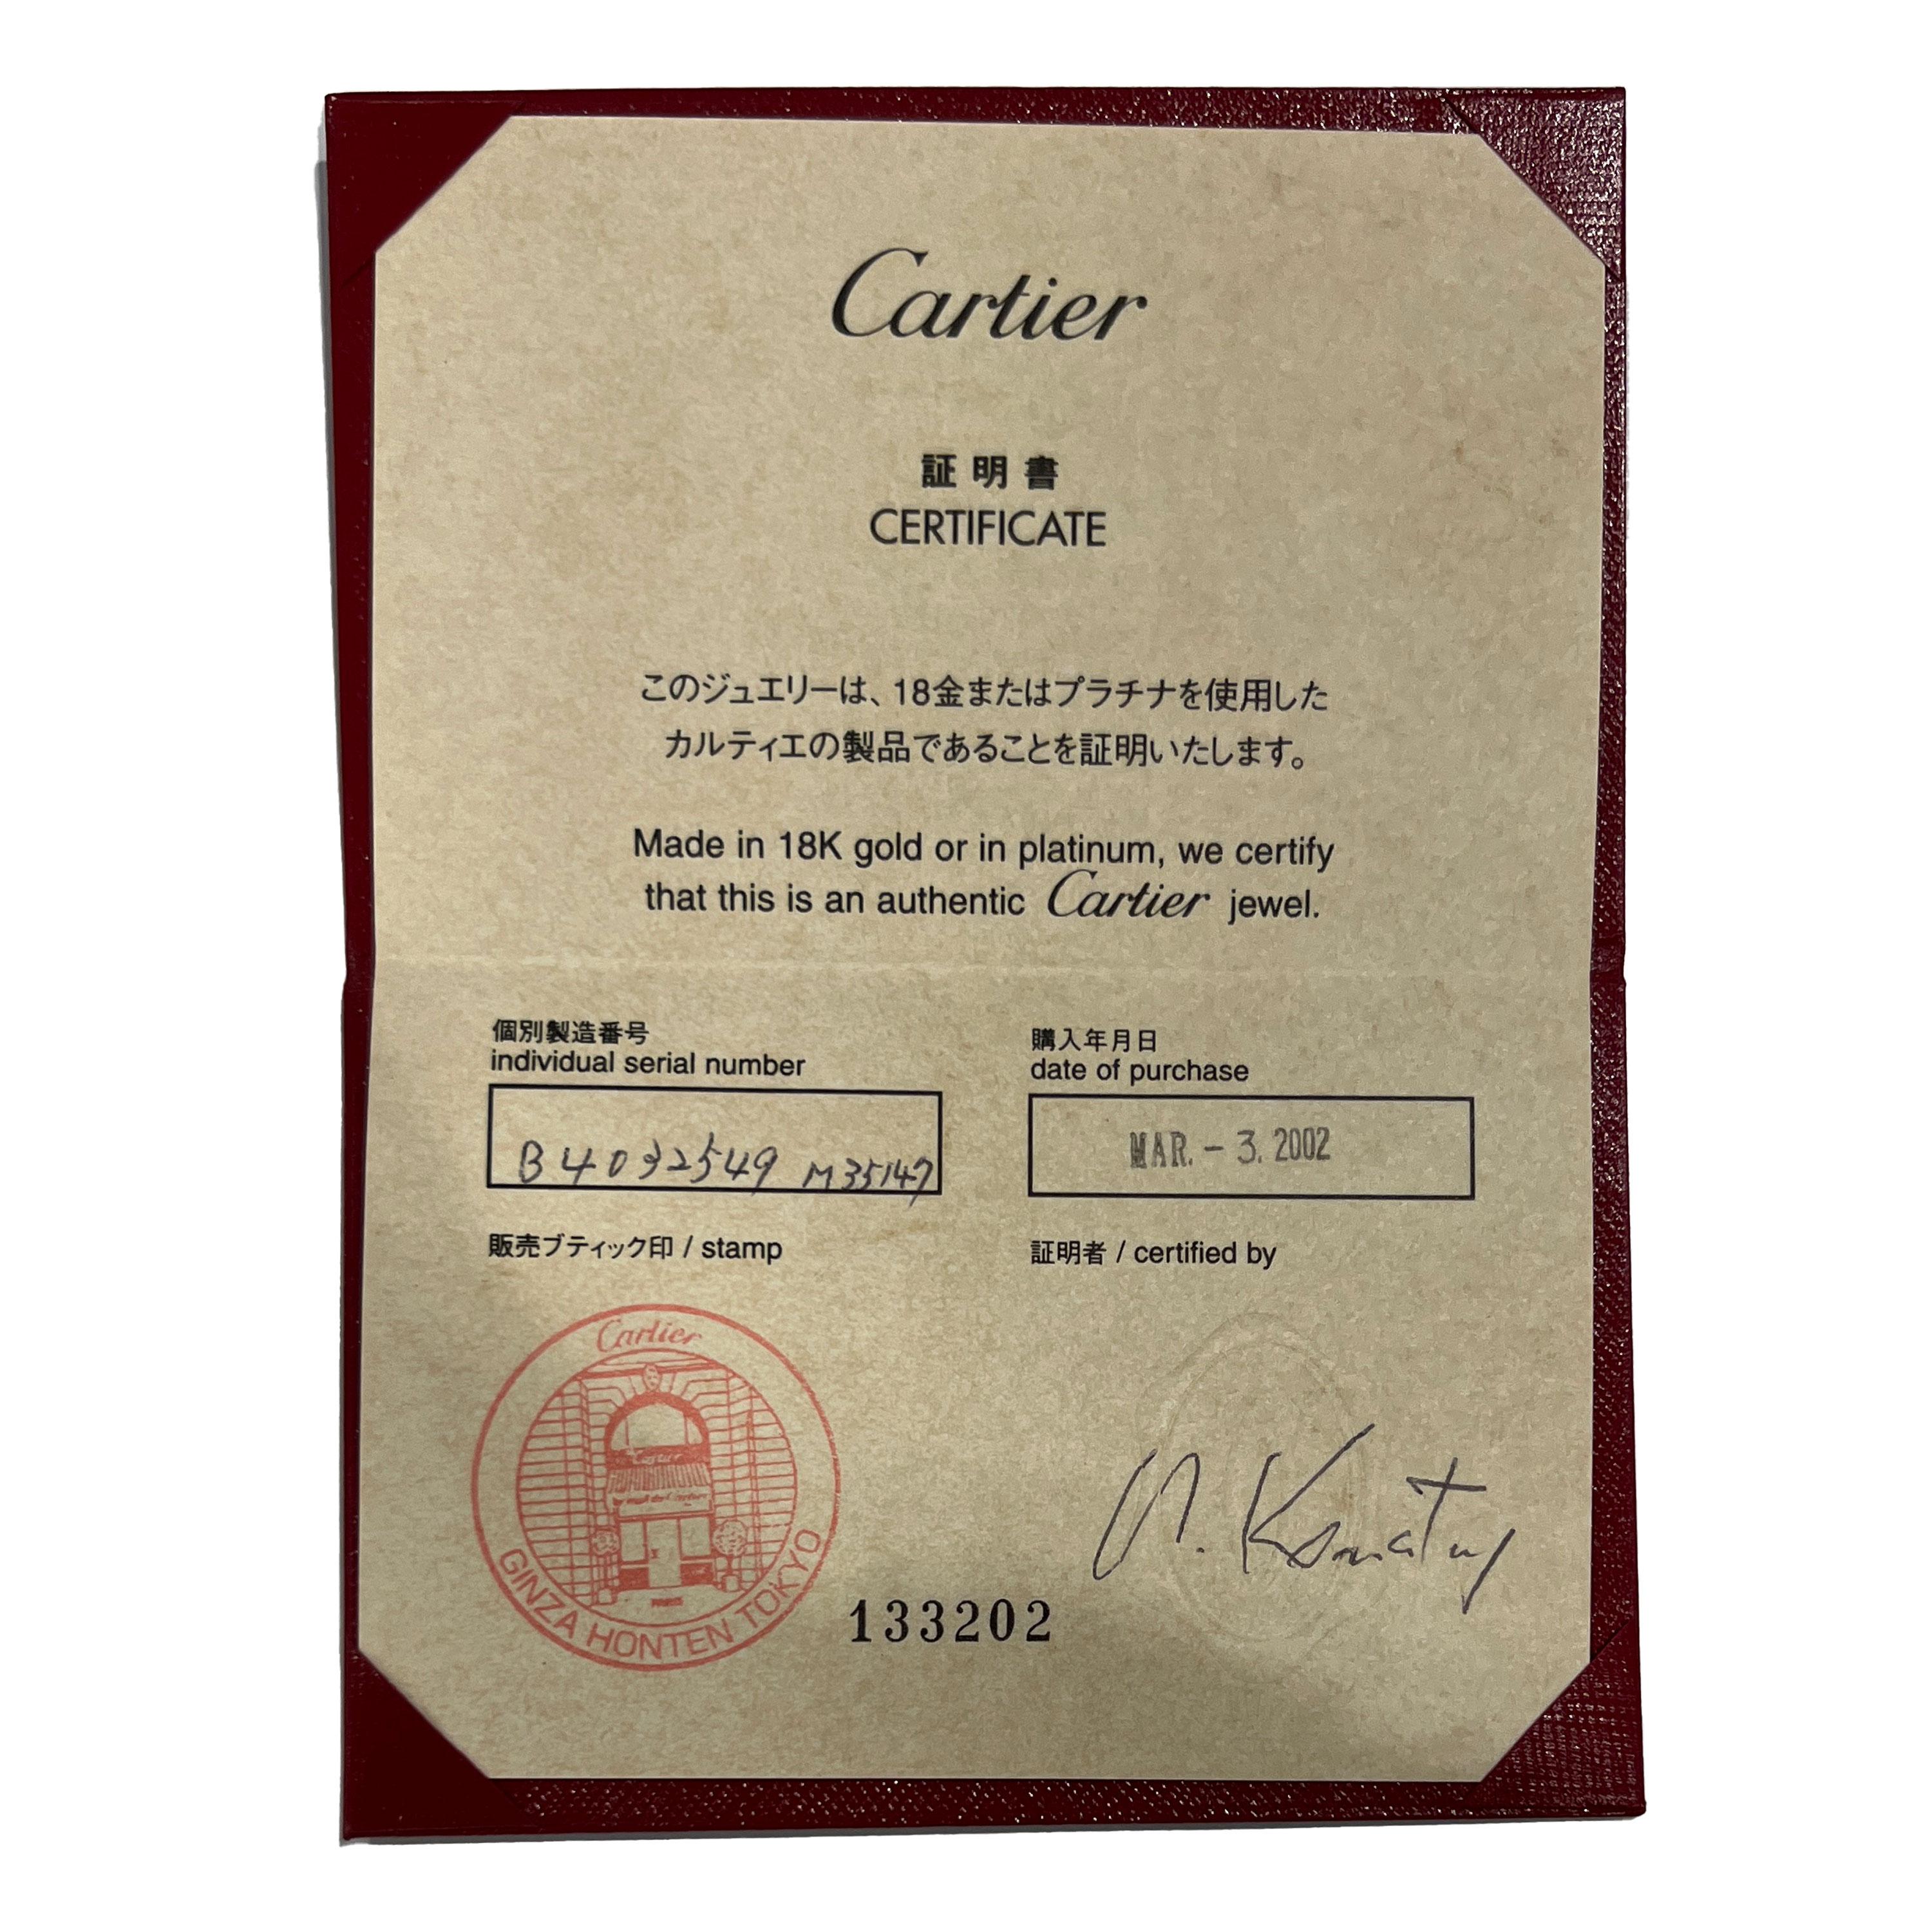 Cartier
証明書
CERTIFICATE
このジュエリーは、18金またはプラチナを使用した
カルティエの製品であることを証明いたします。
Made in 18K gold or in platinum, we certify
that this is an authentic Cartier jewel.
個別製造番号
individual serial number
B4032549 M35147
購入年月日
date of purchase
MAR. - 3. 2002
販売ブティック印 / stamp
証明者 / certified by
Cartier
Cartier
GINZA HONTEN TOKYO
133202